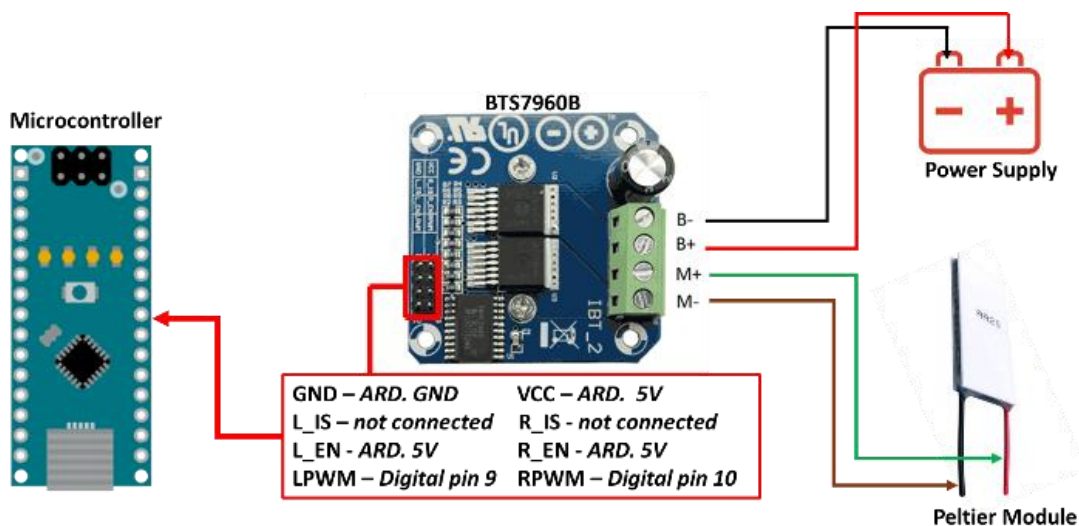 BTS7960B
Microcontroller
Power Supply
B-
B+
M+
M-
IBT_2
GND – ARD. GND VCC – ARD. 5V
L_IS – not connected R_IS - not connected
L_EN - ARD. 5V R_EN - ARD. 5V
LPWM – Digital pin 9 RPWM – Digital pin 10
Peltier Module